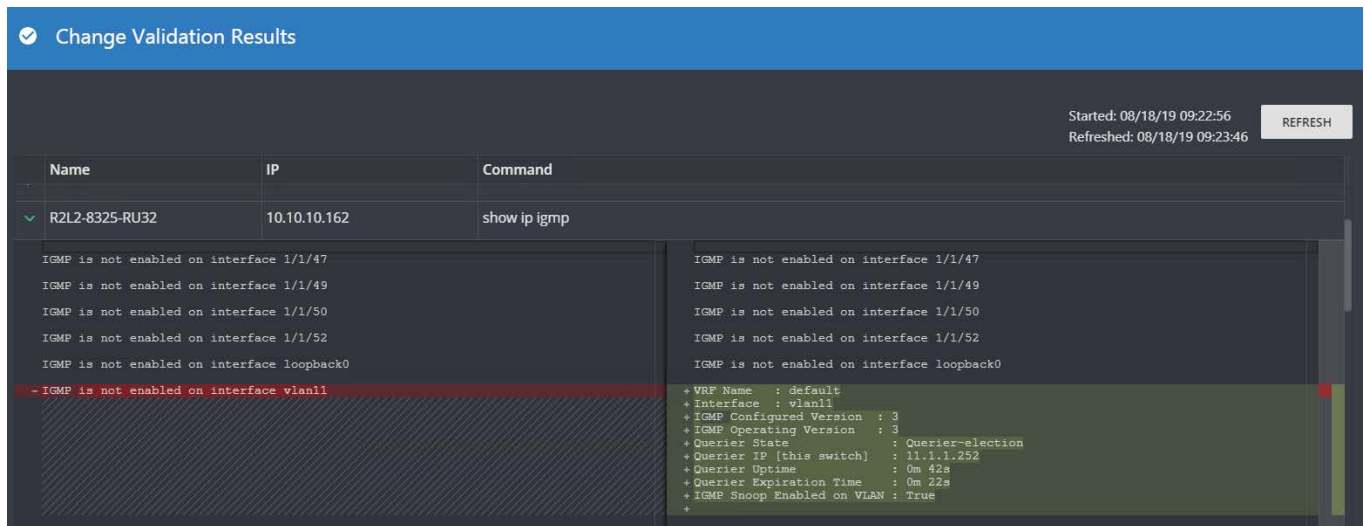 Change Validation Results
Started: 08/18/19 09:22:56
Refreshed: 08/18/19 09:23:46
REFRESH
Name IP Command
R2L2-8325-RU32 10.10.10.162 show ip igmp
IGMP is not enabled on interface 1/1/47
IGMP is not enabled on interface 1/1/49
IGMP is not enabled on interface 1/1/50
IGMP is not enabled on interface 1/1/52
IGMP is not enabled on interface loopback0
- IGMP is not enabled on interface vlan11
IGMP is not enabled on interface 1/1/47
IGMP is not enabled on interface 1/1/49
IGMP is not enabled on interface 1/1/50
IGMP is not enabled on interface 1/1/52
IGMP is not enabled on interface loopback0
+ VRF Name : default
+ Interface : vlan11
+ IGMP Configured Version : 3
+ IGMP Operating Version : 3
+ Querier State : Querier-election
+ Querier IP [this switch] : 11.1.1.252
+ Querier Uptime : 0m 42s
+ Querier Expiration Time : 0m 22s
+ IGMP Snoop Enabled on VLAN : True
+